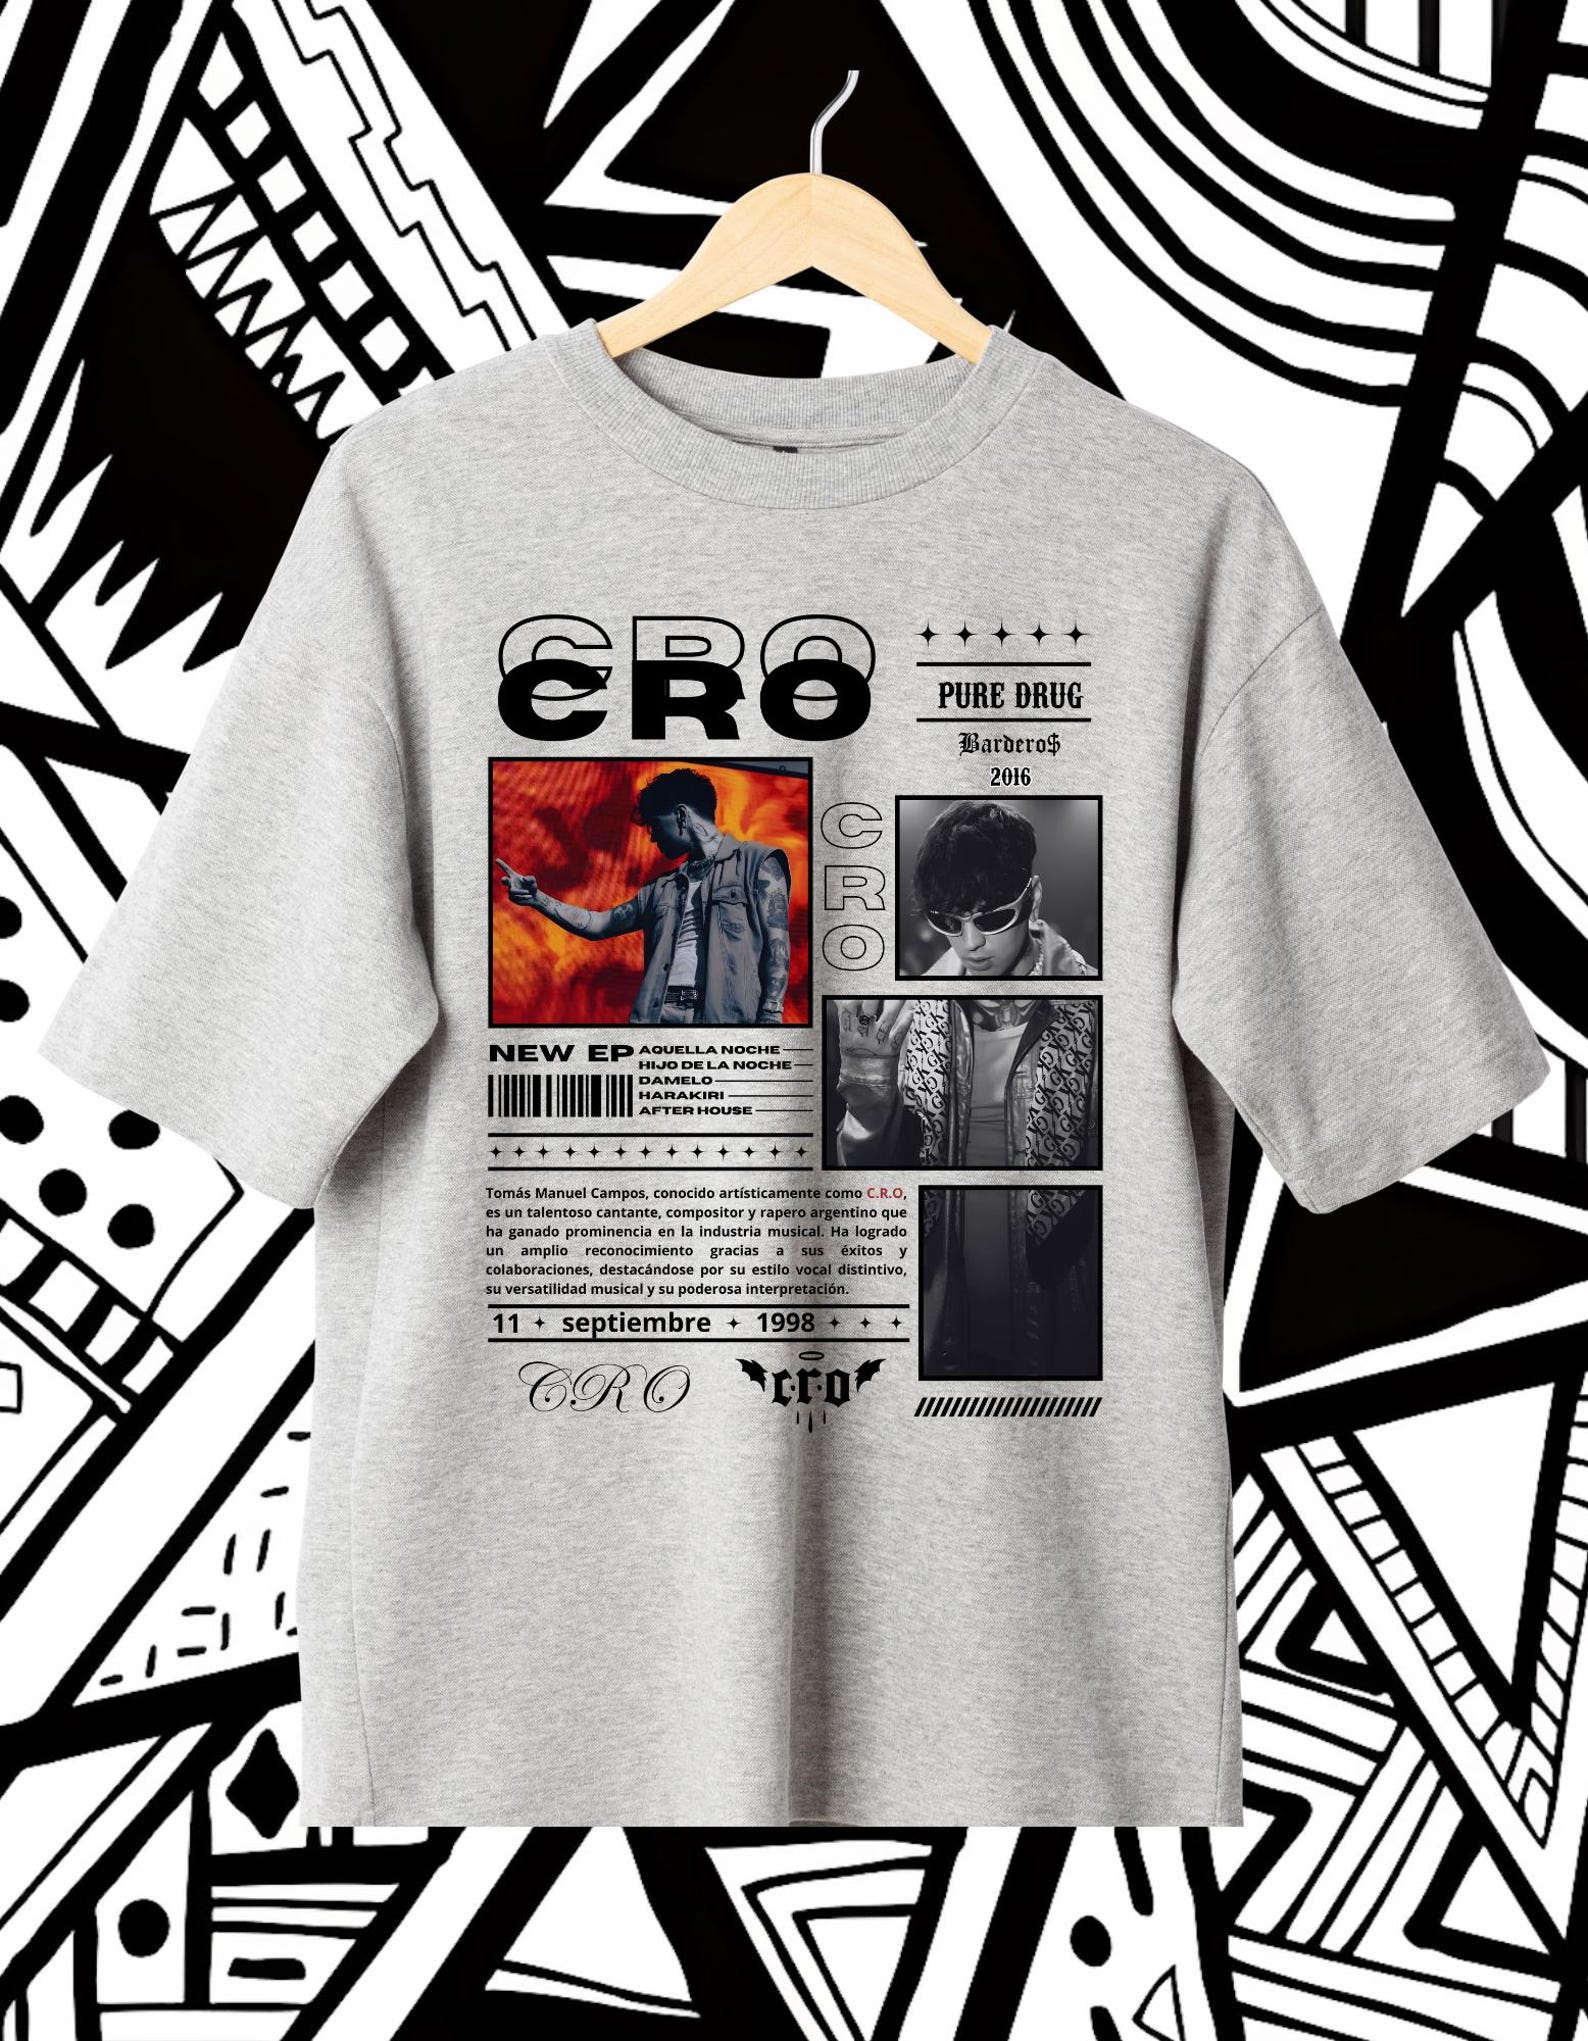 CRO
CRO
PURE DRUG
Bardero$
2016
C
R
O
NEW EP
AQUELLA NOCHE
HIJO DE LA NOCHE
DAMELO
HARAKIRI
AFTER HOUSE
Tomás Manuel Campos, conocido artísticamente como C.R.O,
es un talentoso cantante, compositor y rapero argentino que
ha ganado prominencia en la industria musical. Ha logrado
un amplio reconocimiento gracias a sus éxitos y
colaboraciones, destacándose por su estilo vocal distintivo,
su versatilidad musical y su poderosa interpretación.
11 septiembre 1998
CRO
c.r.o